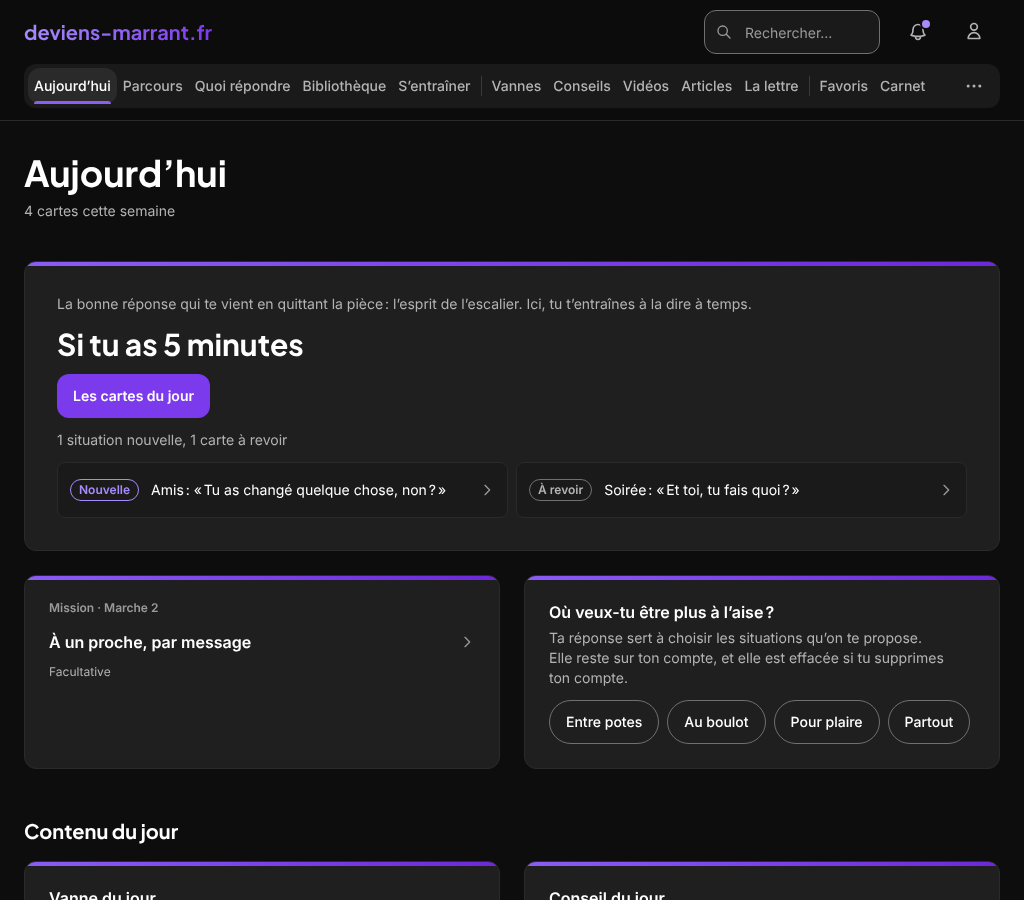 deviens-marrant.fr
Rechercher...
Aujourd’hui Parcours Quoi répondre Bibliothèque S’entraîner Vannes Conseils Vidéos Articles La lettre Favoris Carnet
Aujourd’hui
4 cartes cette semaine
La bonne réponse qui te vient en quittant la pièce : l’esprit de l’escalier. Ici, tu t’entraînes à la dire à temps.
Si tu as 5 minutes
Les cartes du jour
1 situation nouvelle, 1 carte à revoir
Nouvelle Amis : « Tu as changé quelque chose, non ? »
À revoir Soirée : « Et toi, tu fais quoi ? »
Mission · Marche 2
À un proche, par message
Facultative
Où veux-tu être plus à l’aise ?
Ta réponse sert à choisir les situations qu’on te propose.
Elle reste sur ton compte, et elle est effacée si tu supprimes
ton compte.
Entre potes Au boulot Pour plaire Partout
Contenu du jour
Vanne du jour
Conseil du jour